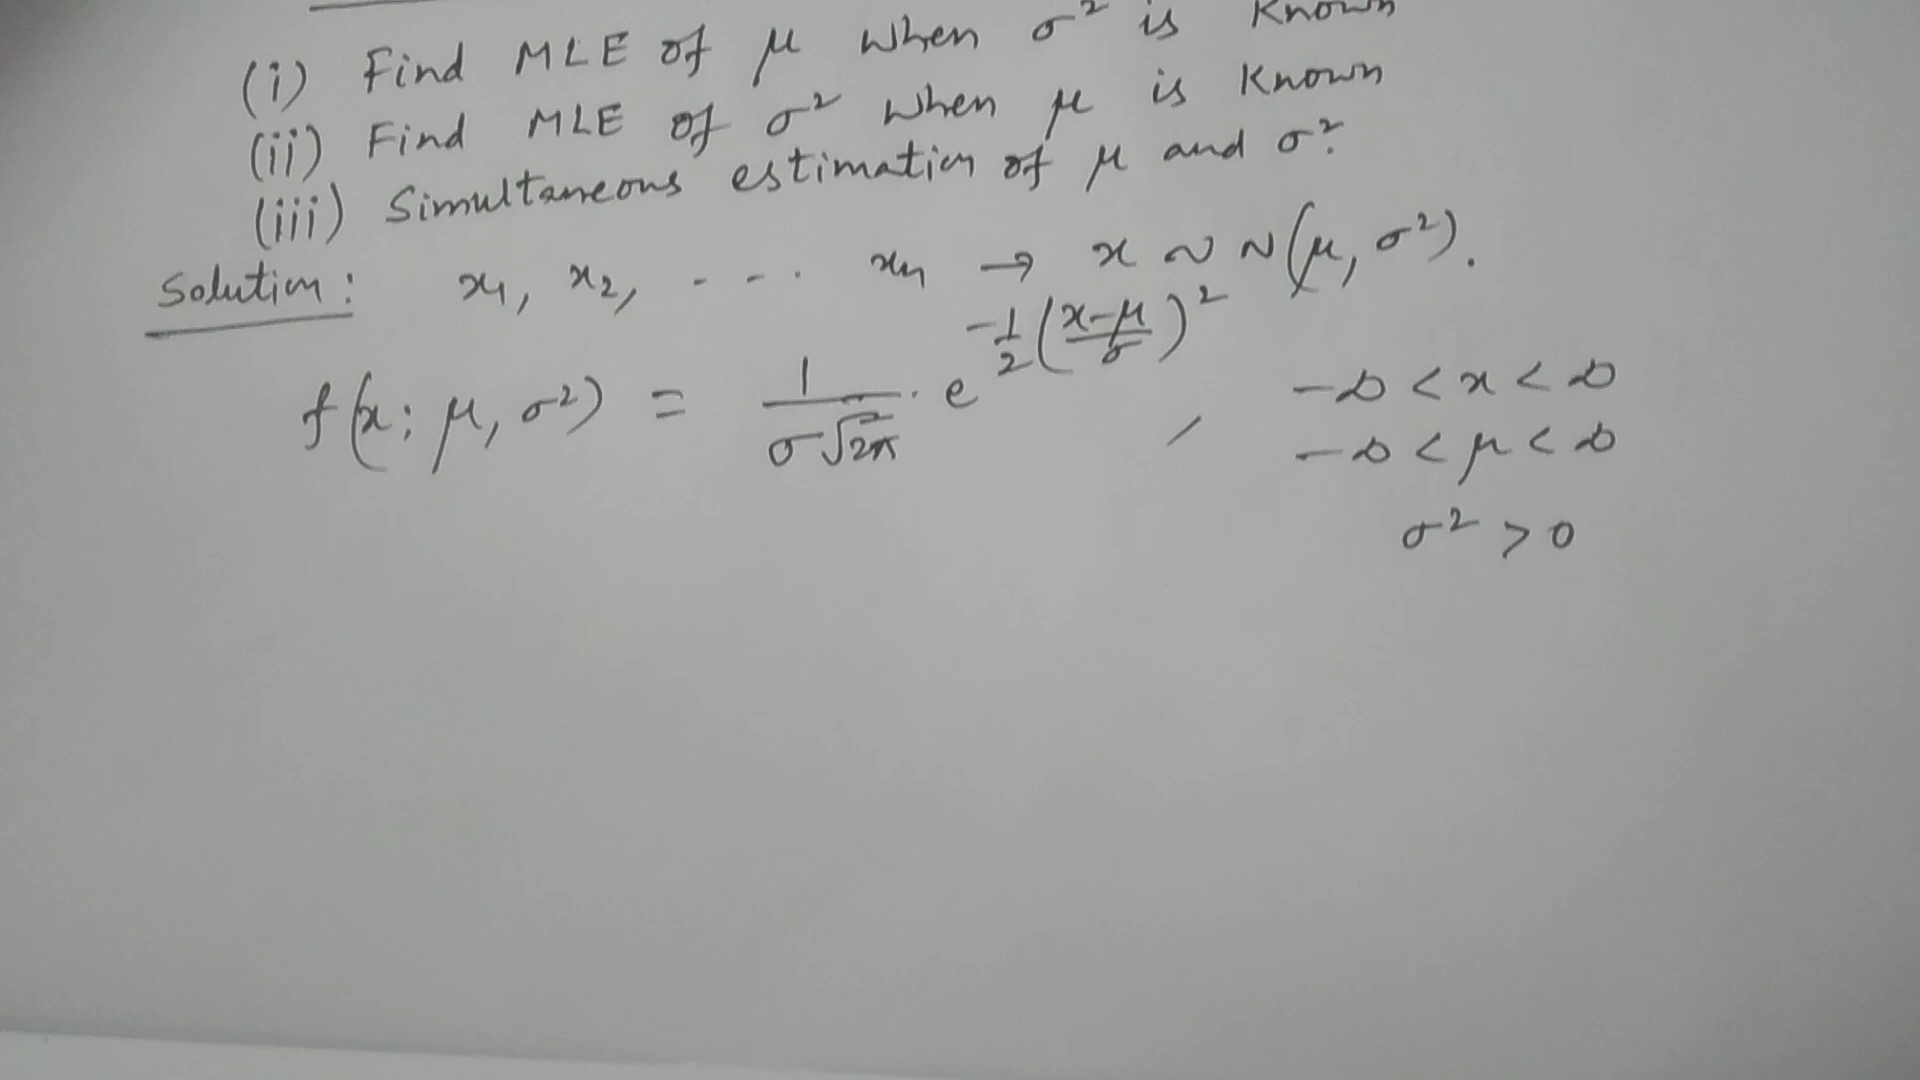 (i) Find MLE of μ when σ² is Known
(ii) Find MLE of σ² when μ is Known
(iii) Simultaneous estimation of μ and σ².
Solution: x₁, x₂, - - - . xₙ → x ~ N(μ, σ²).
f(x; μ, σ²) = 1/(σ√2π) . e^(-1/2 ((x-μ)/σ)²) , -∞ < x < ∞
-∞ < μ < ∞
σ² > 0